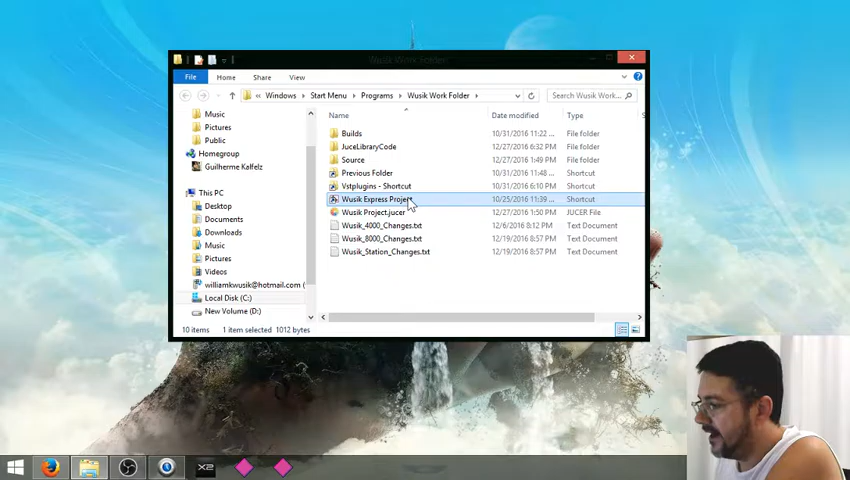 Wusik Work Folder
File Home Share View
« Windows › Start Menu › Programs › Wusik Work Folder › Search Wusik Work...
Name Date modified Type
Music
Pictures
Public
Homegroup
Guilherme Kalfelz
This PC
Desktop
Documents
Downloads
Music
Pictures
Videos
williamkwusik@hotmail.com (
Local Disk (C:)
New Volume (D:)
Builds 10/31/2016 11:22 ... File folder
JuceLibraryCode 12/27/2016 6:32 PM File folder
Source 12/27/2016 1:49 PM File folder
Previous Folder 10/31/2016 11:48 ... Shortcut
Vstplugins - Shortcut 10/31/2016 6:10 PM Shortcut
Wusik Express Project 10/25/2016 11:39 ... Shortcut
Wusik Project.jucer 12/27/2016 1:50 PM JUCER File
Wusik_4000_Changes.txt 12/6/2016 8:12 PM Text Document
Wusik_8000_Changes.txt 12/19/2016 8:57 PM Text Document
Wusik_Station_Changes.txt 12/19/2016 8:57 PM Text Document
10 items 1 item selected 1012 bytes
X2